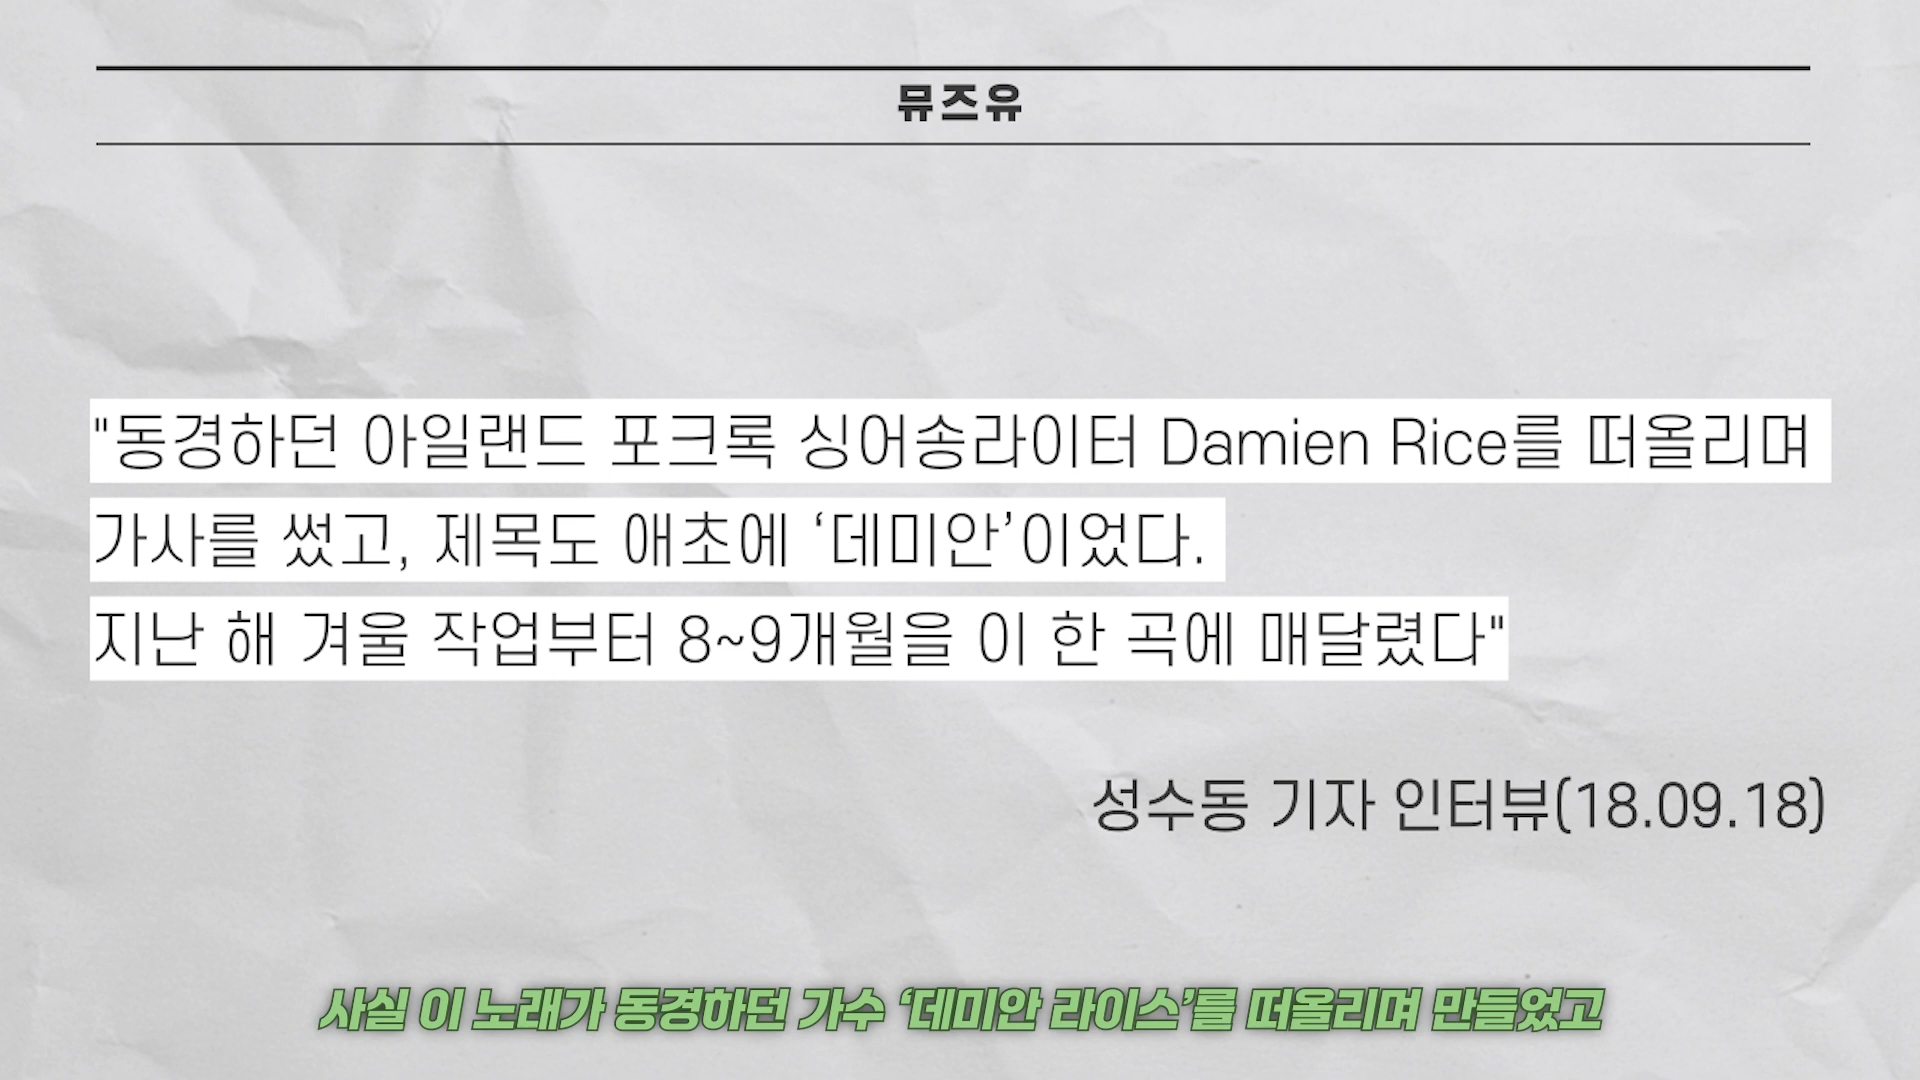 뮤즈유
"동경하던 아일랜드 포크록 싱어송라이터 Damien Rice를 떠올리며
가사를 썼고, 제목도 애초에 ‘데미안’이었다.
지난 해 겨울 작업부터 8~9개월을 이 한 곡에 매달렸다"
성수동 기자 인터뷰(18.09.18)
사실 이 노래가 동경하던 가수 ‘데미안 라이스’를 떠올리며 만들었고